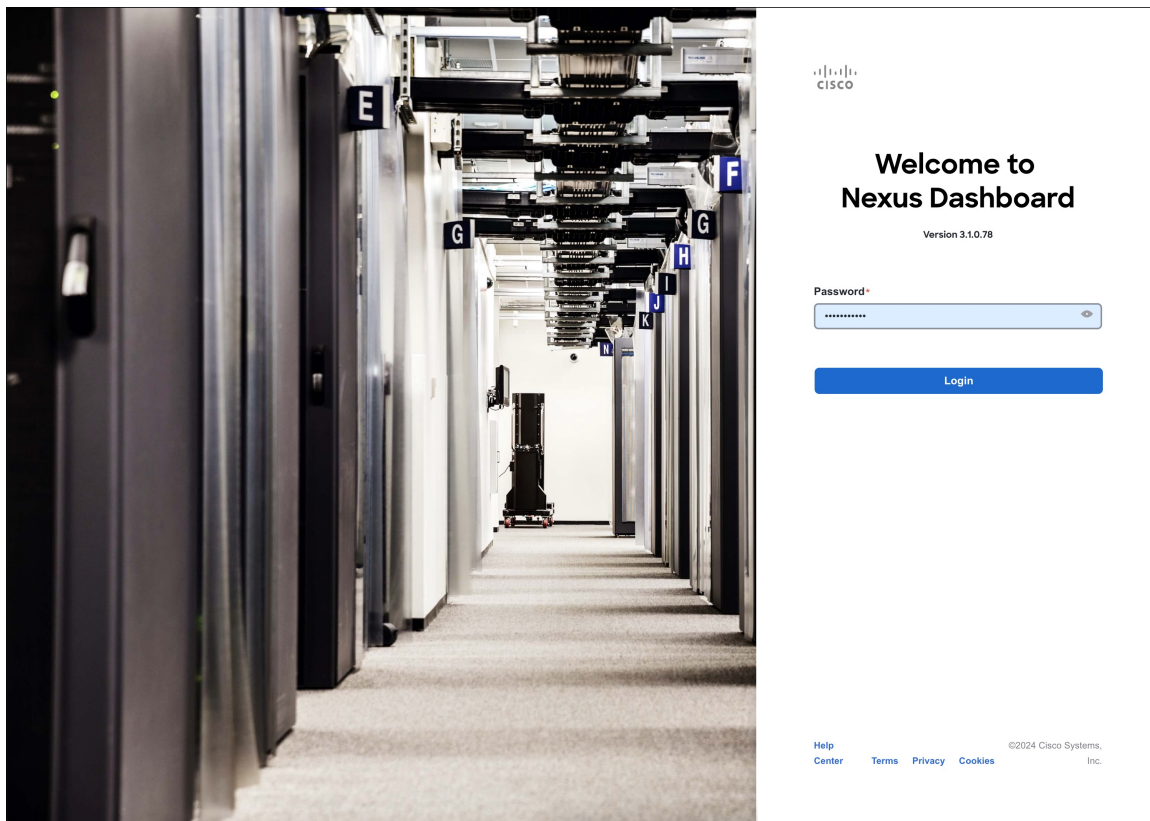 E
F
G
G
H
I
J
K
N
CISCO
Welcome to
Nexus Dashboard
Version 3.1.0.78
Password*
•••••••••••
Login
Help
Center Terms Privacy Cookies
©2024 Cisco Systems,
Inc.